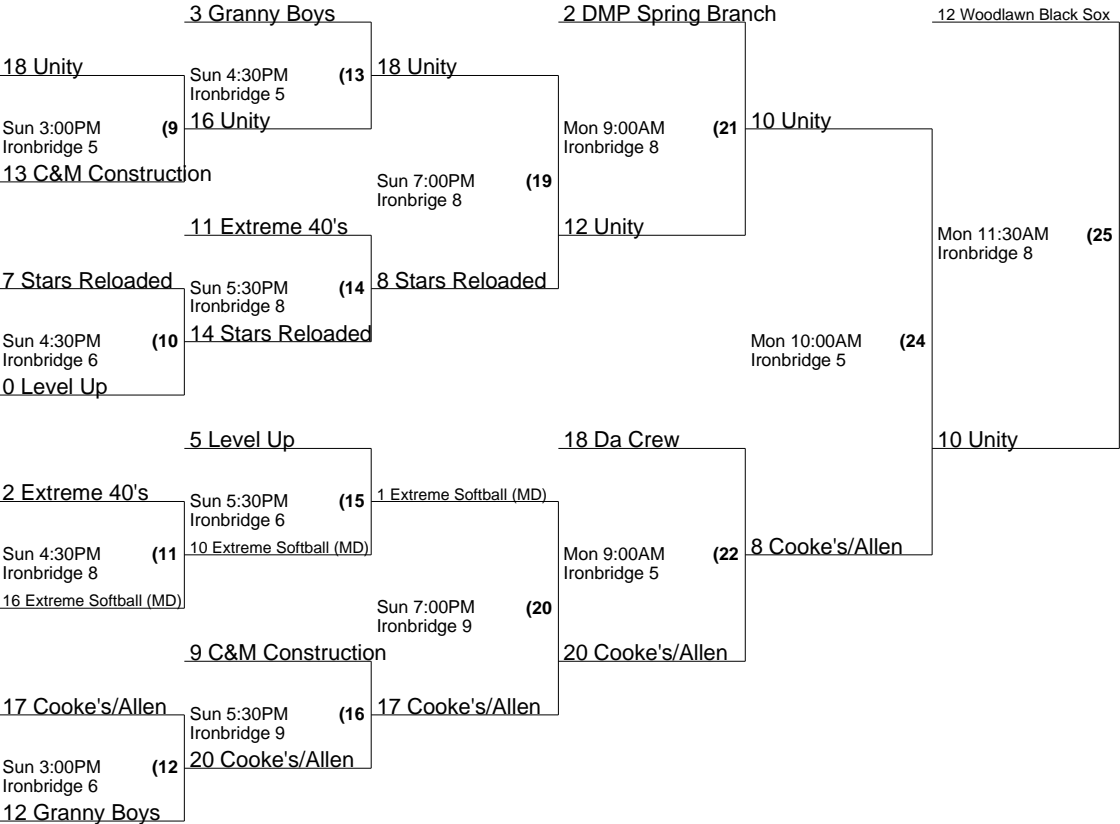 3 Granny Boys
2 DMP Spring Branch
12 Woodlawn Black Sox
18 Unity
Sun 4:30PM (13
Ironbridge 5
18 Unity
Sun 3:00PM (9
Ironbridge 5
16 Unity
Mon 9:00AM (21
Ironbridge 8
10 Unity
13 C&M Construction
Sun 7:00PM (19
Ironbrige 8
11 Extreme 40's
12 Unity
Mon 11:30AM (25
Ironbridge 8
7 Stars Reloaded
Sun 5:30PM (14
Ironbridge 8
8 Stars Reloaded
Sun 4:30PM (10
Ironbridge 6
14 Stars Reloaded
Mon 10:00AM (24
Ironbridge 5
0 Level Up
5 Level Up
18 Da Crew
10 Unity
2 Extreme 40's
Sun 5:30PM (15
Ironbridge 6
1 Extreme Softball (MD)
Sun 4:30PM (11
Ironbridge 8
10 Extreme Softball (MD)
Mon 9:00AM (22
Ironbridge 5
8 Cooke's/Allen
16 Extreme Softball (MD)
Sun 7:00PM (20
Ironbridge 9
9 C&M Construction
20 Cooke's/Allen
17 Cooke's/Allen
Sun 5:30PM (16
Ironbridge 9
17 Cooke's/Allen
Sun 3:00PM (12
Ironbridge 6
20 Cooke's/Allen
12 Granny Boys